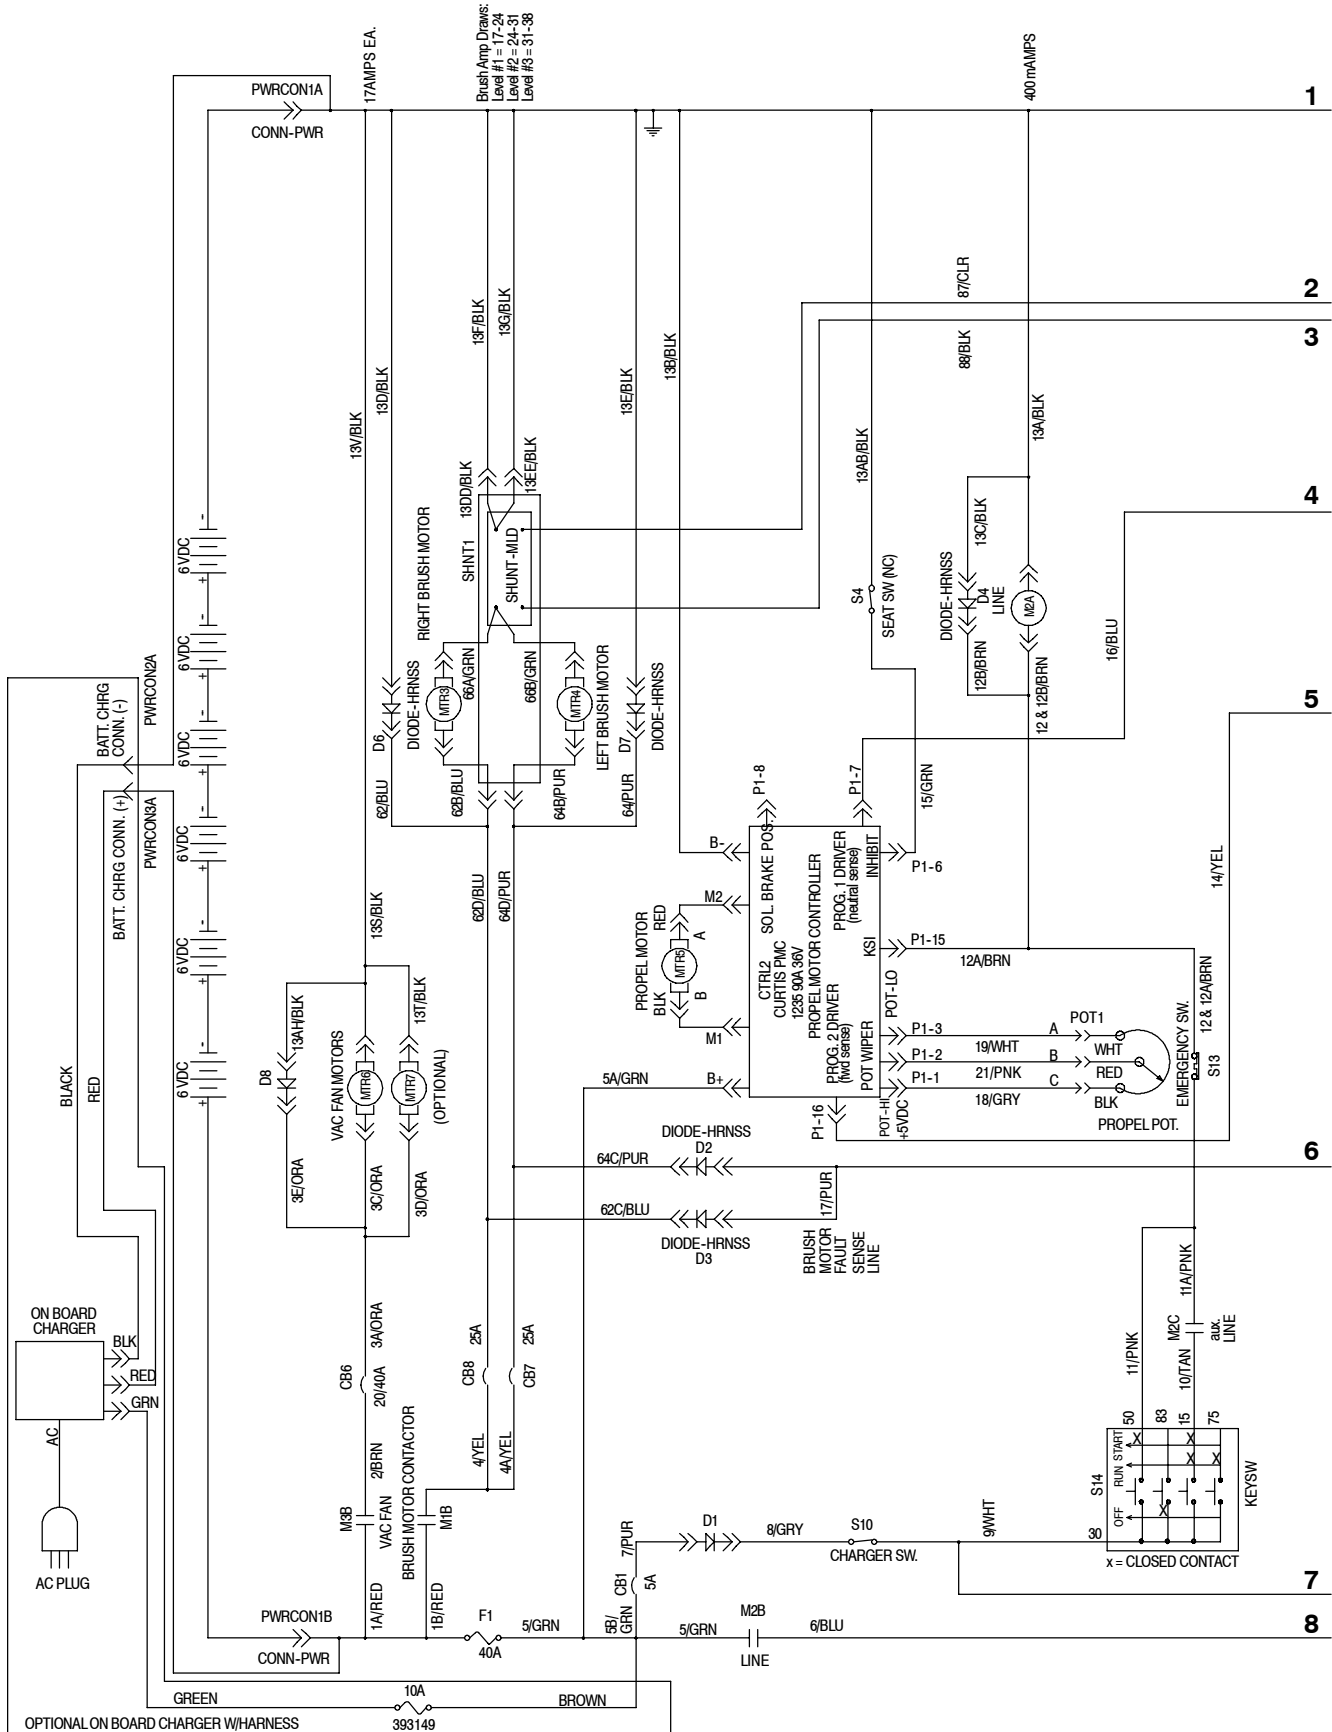 17AMPS EA.
Brush Amp Draws:
Level #1 = 17-24
Level #2 = 24-31
Level #3 = 31-38
400 mAMPS
PWRCON1A
CONN-PWR
1
2
3
4
5
6
7
8
87/CLR
88/BLK
13F/BLK
13G/BLK
13D/BLK
13E/BLK
13B/BLK
13V/BLK
13A/BLK
13AB/BLK
13DD/BLK
13EE/BLK
13C/BLK
RIGHT BRUSH MOTOR
SHNT1
SHUNT-MLD
S4
SEAT SW (NC)
DIODE-HRNSS
D4
LINE
M2A
16/BLU
-
6 VDC
+
-
6 VDC
+
-
6 VDC
+
-
6 VDC
+
-
6 VDC
+
-
6 VDC
+
BATT. CHRG
CONN. (-)
PWRCON2A
BATT. CHRG CONN. (+)
PWRCON3A
D6
DIODE-HRNSS
MTR3
66A/GRN
66B/GRN
MTR4
LEFT BRUSH MOTOR
D7
DIODE-HRNSS
12B/BRN
12 & 12B/BRN
62/BLU
62B/BLU
64B/PUR
64/PUR
P1-8
P1-7
15/GRN
B-
SOL. BRAKE POS.
INHIBIT
P1-6
PROG. 1 DRIVER
(neutral sense)
14/YEL
62D/BLU
64D/PUR
M2
RED
A
PROPEL MOTOR
MTR5
BLK
B
M1
CTRL2
CURTIS PMC
1235 90A 36V
PROPEL MOTOR CONTROLLER
PROG. 2 DRIVER
(fwd sense)
KSI
P1-15
12A/BRN
POT-LO
POT WIPER
POT-HI
+5VDC
P1-3
19/WHT
A
POT1
WHT
P1-2
21/PNK
B
RED
P1-1
18/GRY
C
BLK
PROPEL POT.
EMERGENCY SW.
S13
12 & 12A/BRN
13S/BLK
13AH/BLK
13T/BLK
D8
VAC FAN MOTORS
MTR6
MTR7
(OPTIONAL)
BLACK
RED
5A/GRN
B+
P1-16
3E/ORA
3C/ORA
3D/ORA
DIODE-HRNSS
D2
64C/PUR
62C/BLU
DIODE-HRNSS
D3
17/PUR
BRUSH
MOTOR
FAULT
SENSE
LINE
ON BOARD
CHARGER
BLK
RED
GRN
AC
AC PLUG
3A/ORA
CB6
20/40A
2/BRN
25A
25A
CB8
CB7
4/YEL
4A/YEL
M3B
VAC FAN
BRUSH MOTOR CONTACTOR
M1B
1A/RED
1B/RED
11A/PNK
11/PNK
10/TAN
M2C
aux.
LINE
50
83
15
75
S14
START
RUN
OFF
X
X
X
X
X
KEYSW
30
x = CLOSED CONTACT
D1
8/GRY
S10
CHARGER SW.
9/WHT
7/PUR
CB1
5A
5B/
GRN
PWRCON1B
CONN-PWR
F1
40A
5/GRN
5/GRN
M2B
LINE
6/BLU
GREEN
10A
393149
BROWN
OPTIONAL ON BOARD CHARGER W/HARNESS